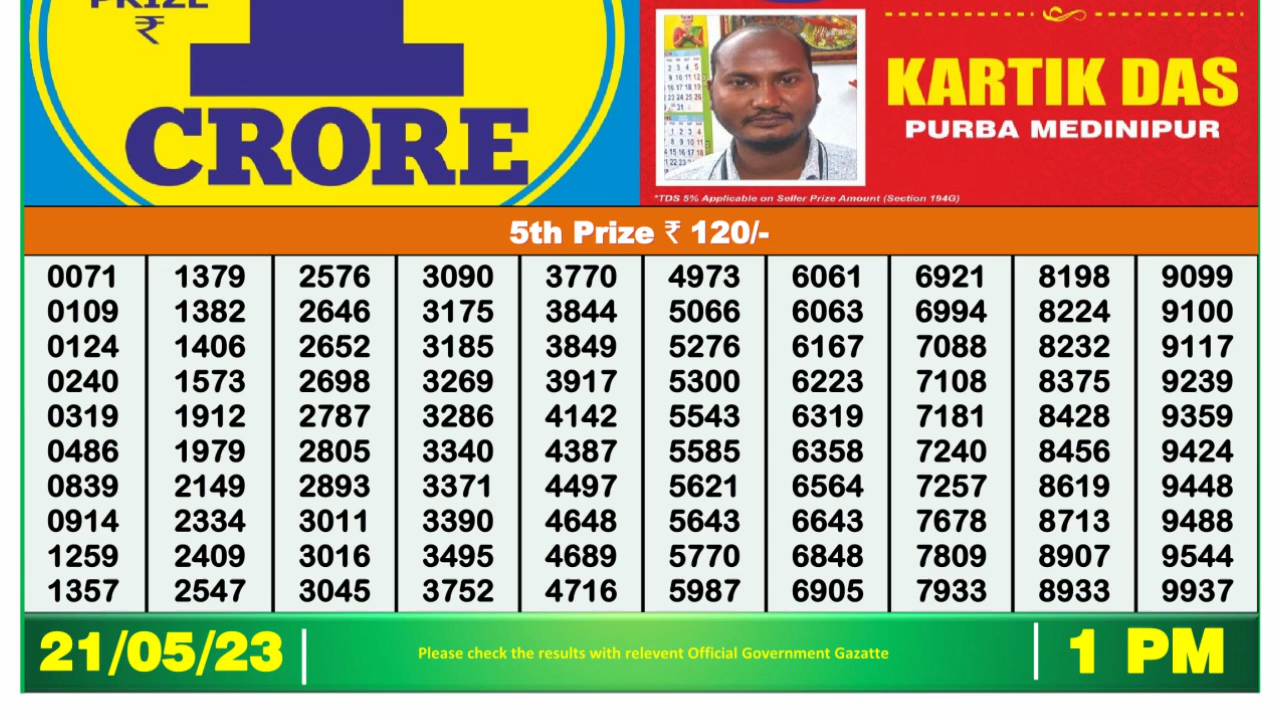 PRIZE
₹
1
CRORE
KARTIK DAS
PURBA MEDINIPUR
*TDS 5% Applicable on Seller Prize Amount (Section 194G)
5th Prize ₹ 120/-
0071 1379 2576 3090 3770 4973 6061 6921 8198 9099
0109 1382 2646 3175 3844 5066 6063 6994 8224 9100
0124 1406 2652 3185 3849 5276 6167 7088 8232 9117
0240 1573 2698 3269 3917 5300 6223 7108 8375 9239
0319 1912 2787 3286 4142 5543 6319 7181 8428 9359
0486 1979 2805 3340 4387 5585 6358 7240 8456 9424
0839 2149 2893 3371 4497 5621 6564 7257 8619 9448
0914 2334 3011 3390 4648 5643 6643 7678 8713 9488
1259 2409 3016 3495 4689 5770 6848 7809 8907 9544
1357 2547 3045 3752 4716 5987 6905 7933 8933 9937
21/05/23
Please check the results with relevent Official Government Gazatte
1 PM